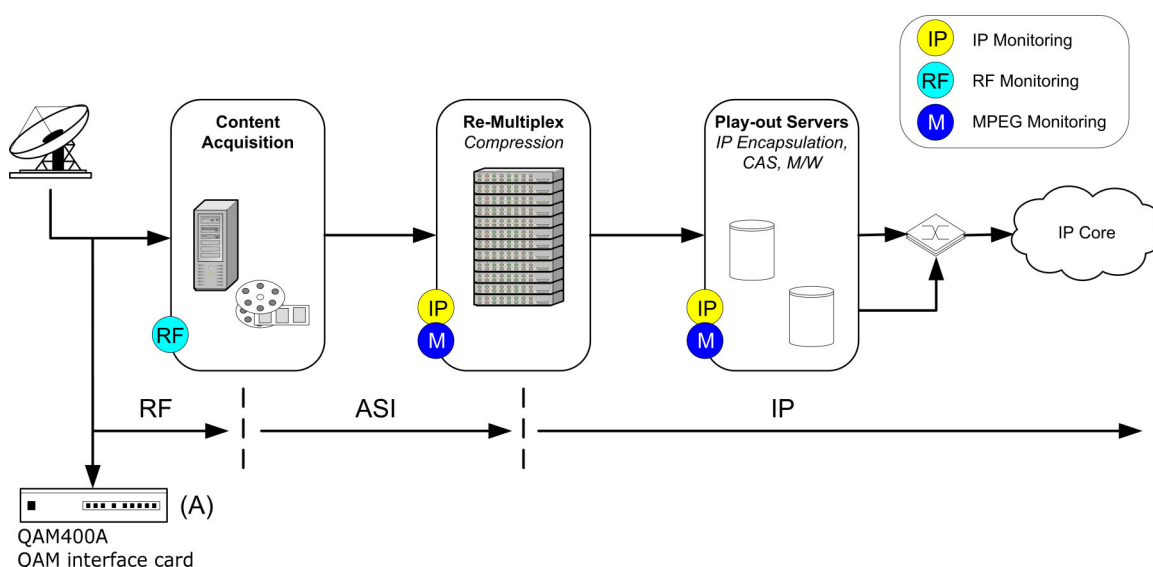 IP IP Monitoring
RF RF Monitoring
M MPEG Monitoring
Content
Acquisition
Re-Multiplex
Compression
Play-out Servers
IP Encapsulation,
CAS, M/W
IP Core
RF
IP
M
IP
M
RF
ASI
IP
(A)
QAM400A
OAM interface card